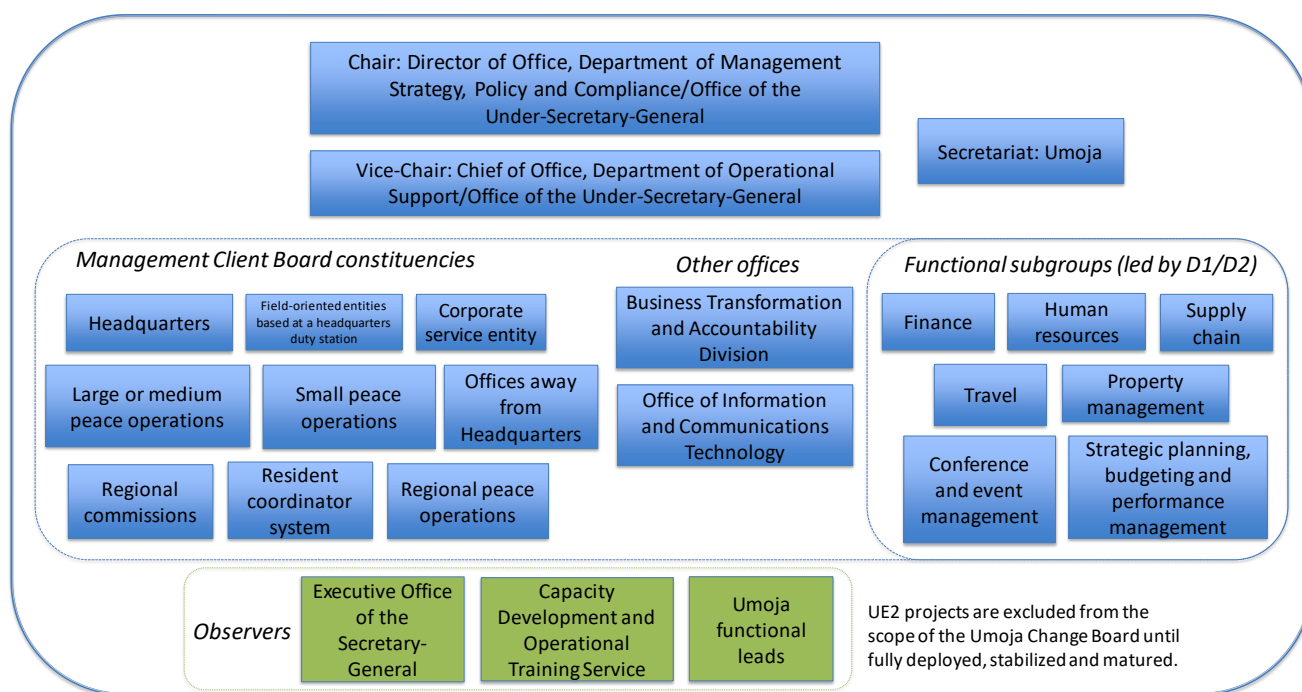 Chair: Director of Office, Department of Management
Strategy, Policy and Compliance/Office of the
Under-Secretary-General
Vice-Chair: Chief of Office, Department of Operational
Support/Office of the Under-Secretary-General
Secretariat: Umoja
Management Client Board constituencies
Headquarters
Field-oriented entities
based at a headquarters
duty station
Corporate
service entity
Large or medium
peace operations
Small peace
operations
Offices away
from
Headquarters
Regional
commissions
Resident
coordinator
system
Regional peace
operations
Other offices
Business Transformation
and Accountability
Division
Office of Information
and Communications
Technology
Functional subgroups (led by D1/D2)
Finance
Human
resources
Supply
chain
Travel
Property
management
Conference
and event
management
Strategic planning,
budgeting and
performance
management
Observers
Executive Office
of the
Secretary-
General
Capacity
Development and
Operational
Training Service
Umoja
functional
leads
UE2 projects are excluded from the
scope of the Umoja Change Board until
fully deployed, stabilized and matured.